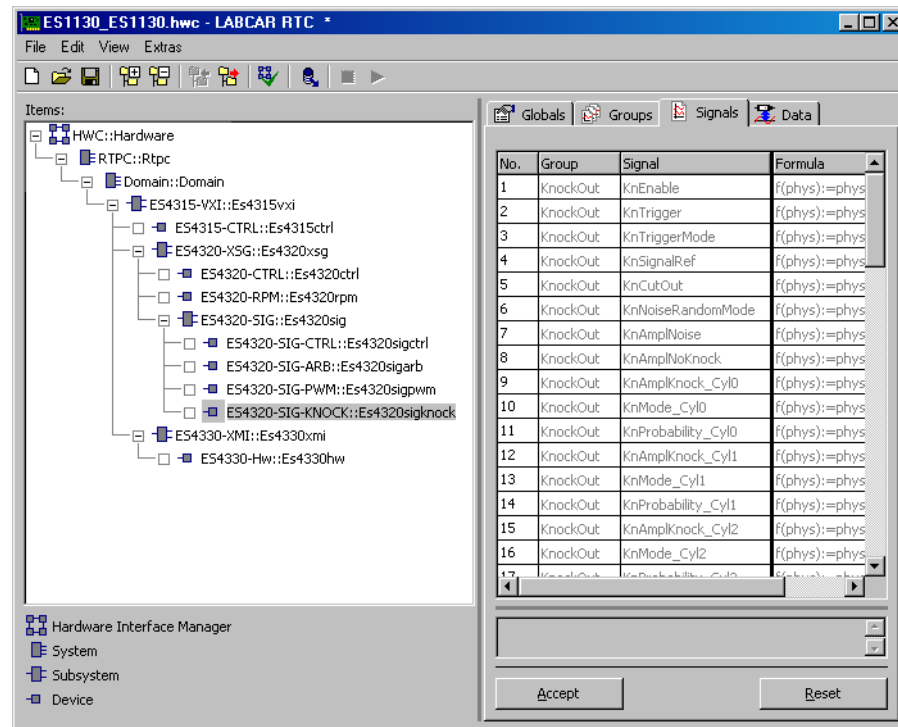 ES1130_ES1130.hwc - LABCAR RTC *
File Edit View Extras
Items:
HWC::Hardware
RTPC::Rtpc
Domain::Domain
ES4315-VXI::Es4315vxi
ES4315-CTRL::Es4315ctrl
ES4320-XSG::Es4320xsg
ES4320-CTRL::Es4320ctrl
ES4320-RPM::Es4320rpm
ES4320-SIG::Es4320sig
ES4320-SIG-CTRL::Es4320sigctrl
ES4320-SIG-ARB::Es4320sigarb
ES4320-SIG-PWM::Es4320sigpwm
ES4320-SIG-KNOCK::Es4320sigknock
ES4330-XMI::Es4330xmi
ES4330-Hw::Es4330hw
Hardware Interface Manager
System
Subsystem
Device
Globals Groups Signals Data
No. Group Signal Formula
1 KnockOut KnEnable f(phys):=phys
2 KnockOut KnTrigger f(phys):=phys
3 KnockOut KnTriggerMode f(phys):=phys
4 KnockOut KnSignalRef f(phys):=phys
5 KnockOut KnCutOut f(phys):=phys
6 KnockOut KnNoiseRandomMode f(phys):=phys
7 KnockOut KnAmplNoise f(phys):=phys
8 KnockOut KnAmplNoKnock f(phys):=phys
9 KnockOut KnAmplKnock_Cyl0 f(phys):=phys
10 KnockOut KnMode_Cyl0 f(phys):=phys
11 KnockOut KnProbability_Cyl0 f(phys):=phys
12 KnockOut KnAmplKnock_Cyl1 f(phys):=phys
13 KnockOut KnMode_Cyl1 f(phys):=phys
14 KnockOut KnProbability_Cyl1 f(phys):=phys
15 KnockOut KnAmplKnock_Cyl2 f(phys):=phys
16 KnockOut KnMode_Cyl2 f(phys):=phys
17 KnockOut KnProbability_Cyl2 f(phys):=phys
Accept Reset